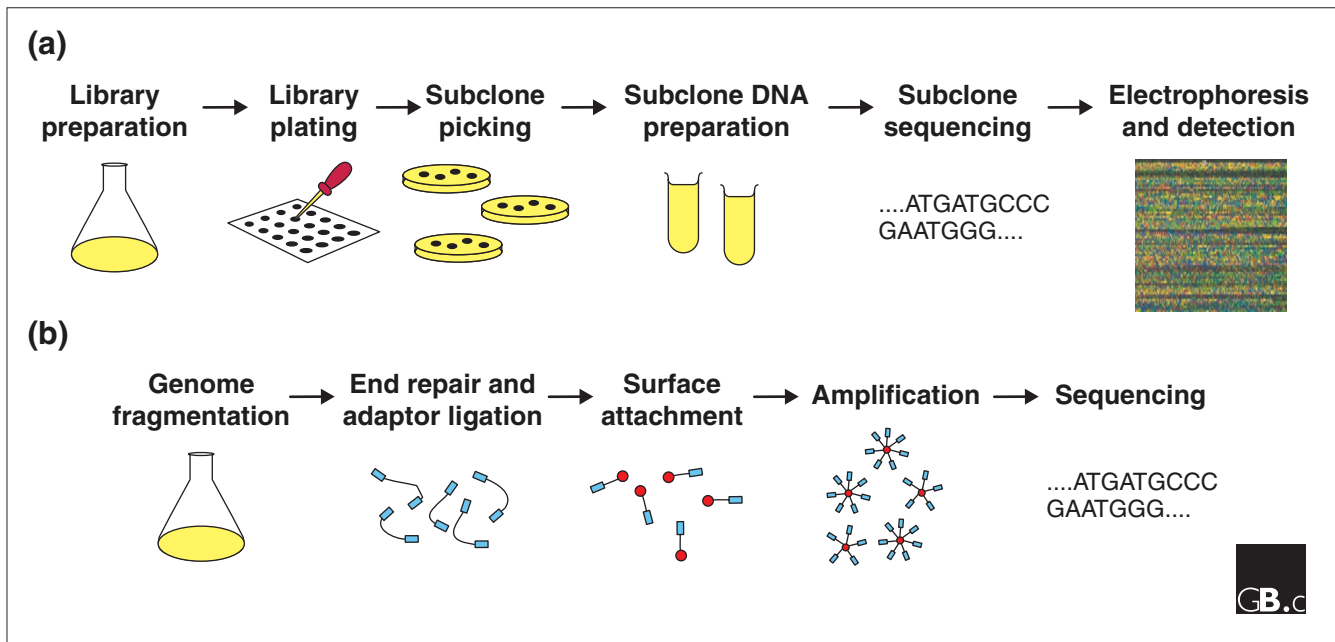 (a)
Library preparation
Library plating
Subclone picking
Subclone DNA preparation
Subclone sequencing
Electrophoresis and detection
....ATGATGCCC
GAATGGG....
(b)
Genome fragmentation
End repair and adaptor ligation
Surface attachment
Amplification
Sequencing
....ATGATGCCC
GAATGGG....
GB.c